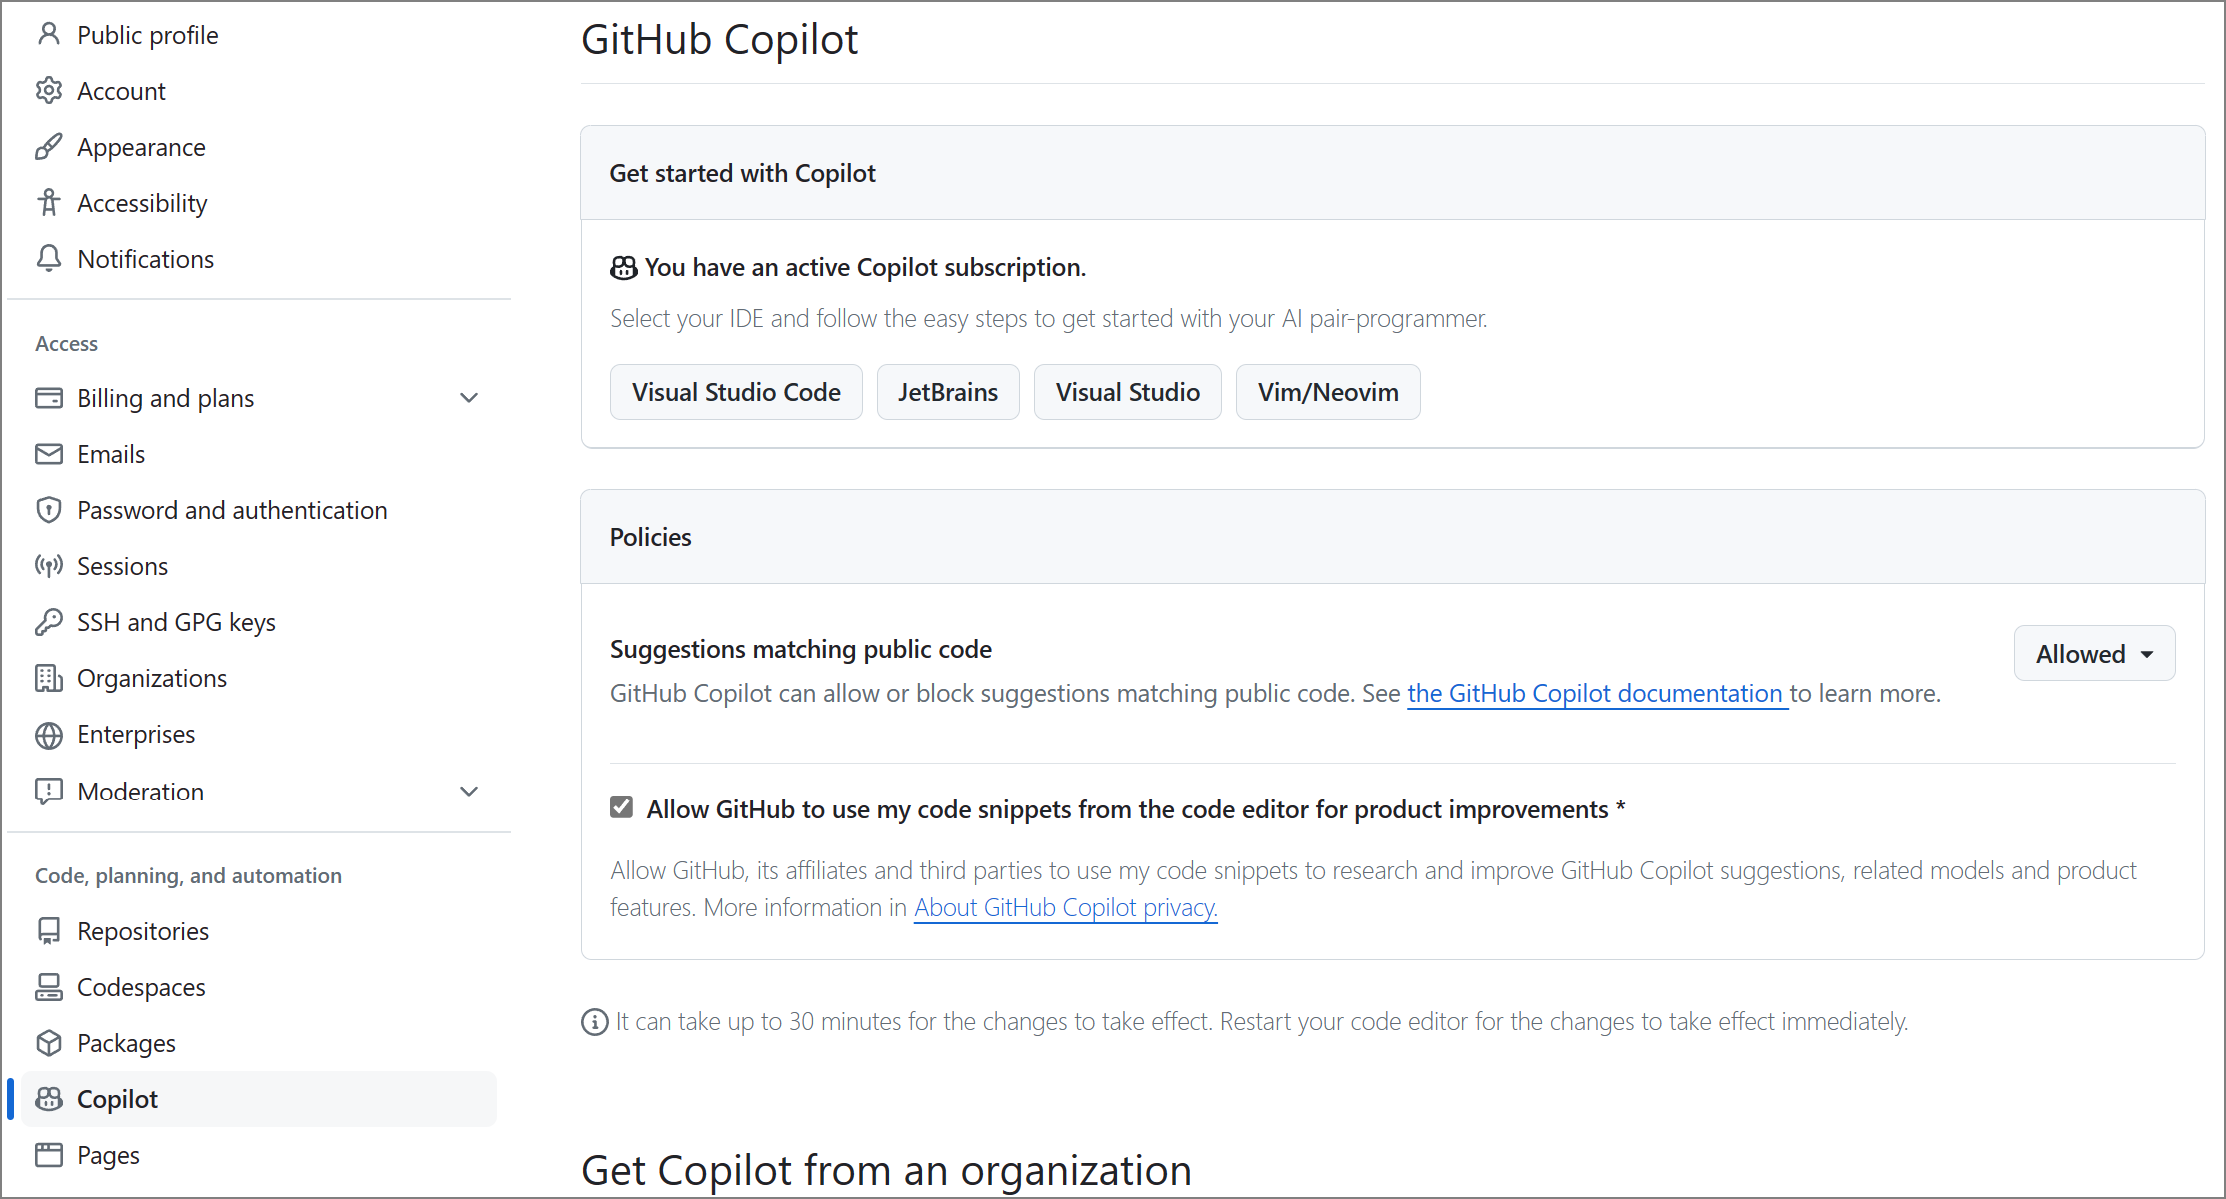 Public profile
Account
Appearance
Accessibility
Notifications
Access
Billing and plans
Emails
Password and authentication
Sessions
SSH and GPG keys
Organizations
Enterprises
Moderation
Code, planning, and automation
Repositories
Codespaces
Packages
Copilot
Pages
GitHub Copilot
Get started with Copilot
You have an active Copilot subscription.
Select your IDE and follow the easy steps to get started with your AI pair-programmer.
Visual Studio Code JetBrains Visual Studio Vim/Neovim
Policies
Suggestions matching public code
Allowed
GitHub Copilot can allow or block suggestions matching public code. See the GitHub Copilot documentation to learn more.
Allow GitHub to use my code snippets from the code editor for product improvements *
Allow GitHub, its affiliates and third parties to use my code snippets to research and improve GitHub Copilot suggestions, related models and product
features. More information in About GitHub Copilot privacy.
It can take up to 30 minutes for the changes to take effect. Restart your code editor for the changes to take effect immediately.
Get Copilot from an organization